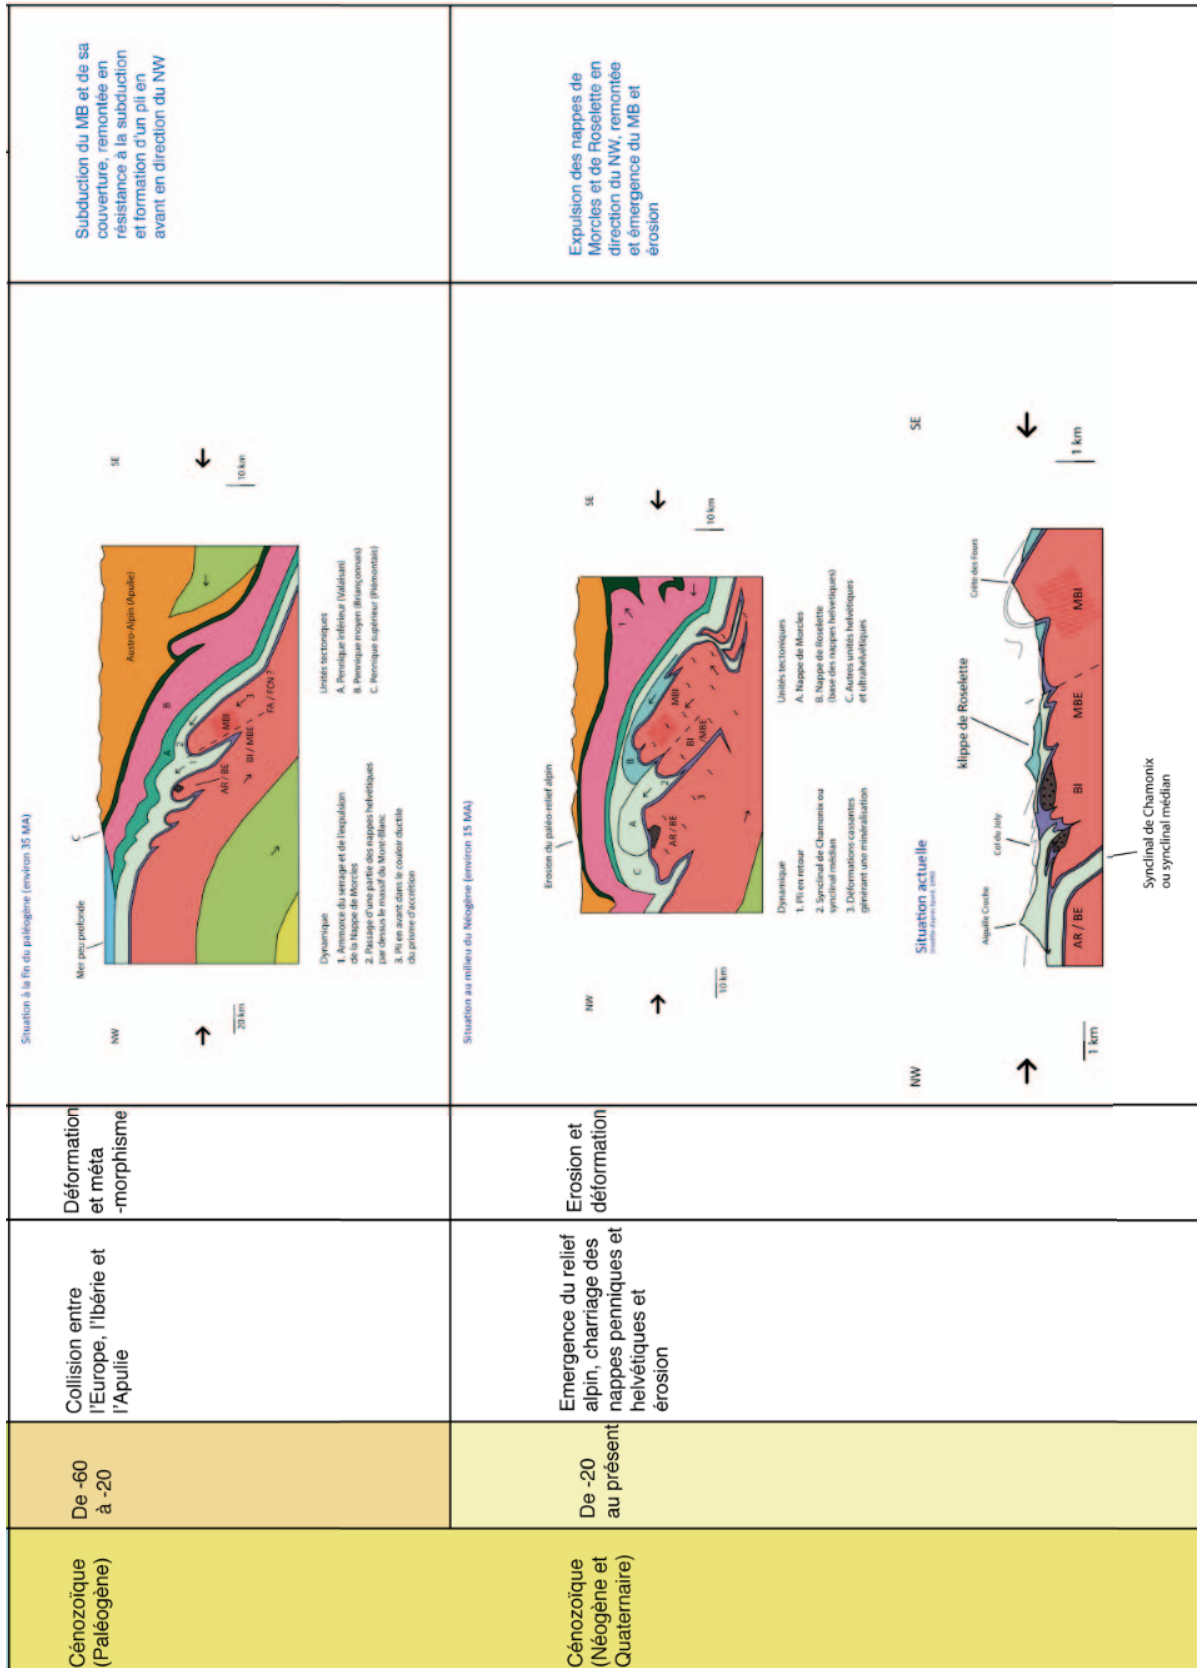 Cénozoïque
(Paléogène)
De -60
à -20
Collision entre
l'Europe, l'Ibérie et
l'Apulie
Déformation
et méta
-morphisme
Situation à la fin du paléogène (environ 35 MA)
NW
SE
Mer peu profonde
C
Austro-Alpin (Apulie)
B
A
1
2
3
MBI
BI / MBE
AR / BE
FA / FCN ?
20 km
10 km
Dynamique
1. Ammorce du serrage et de l'expulsion
de la Nappe de Morcles
2. Passage d'une partie des nappes helvétiques
par dessus le massif du Mont-Blanc
3. Pli en avant dans le couloir ductile
du prisme d'accrétion
Unités tectoniques
A. Pennique inférieur (Valaisan)
B. Pennique moyen (Briançonnais)
C. Pennique supérieur (Piémontais)
Subduction du MB et de sa
couverture, remontée en
résistance à la subduction
et formation d'un pli en
avant en direction du NW
Cénozoïque
(Néogène et
Quaternaire)
De -20
au présent
Emergence du relief
alpin, charriage des
nappes penniques et
helvétiques et
érosion
Erosion et
déformation
Situation au milieu du Néogène (environ 15 MA)
NW
SE
Erosion du paléo-relief alpin
1
C
A
B
2
3
MBI
BI
/MBE
AR / BE
10 km
10 km
Dynamique
1. Pli en retour
2. Synclinal de Chamonix ou
synclinal médian
3. Déformations cassantes
générant une minéralisation
Unités tectoniques
A. Nappe de Morcles
B. Nappe de Roselette
(base des nappes helvetiques)
C. Autres unités helvétiques
et ultrahelvétiques
Situation actuelle
NW
SE
Aiguille Croche
Col du Joly
klippe de Roselette
Crête des Fours
AR / BE
BI
MBE
MBI
1 km
1 km
Synclinal de Chamonix
ou synclinal médian
Expulsion des nappes de
Morcles et de Roselette en
direction du NW, remontée
et émergence du MB et
érosion